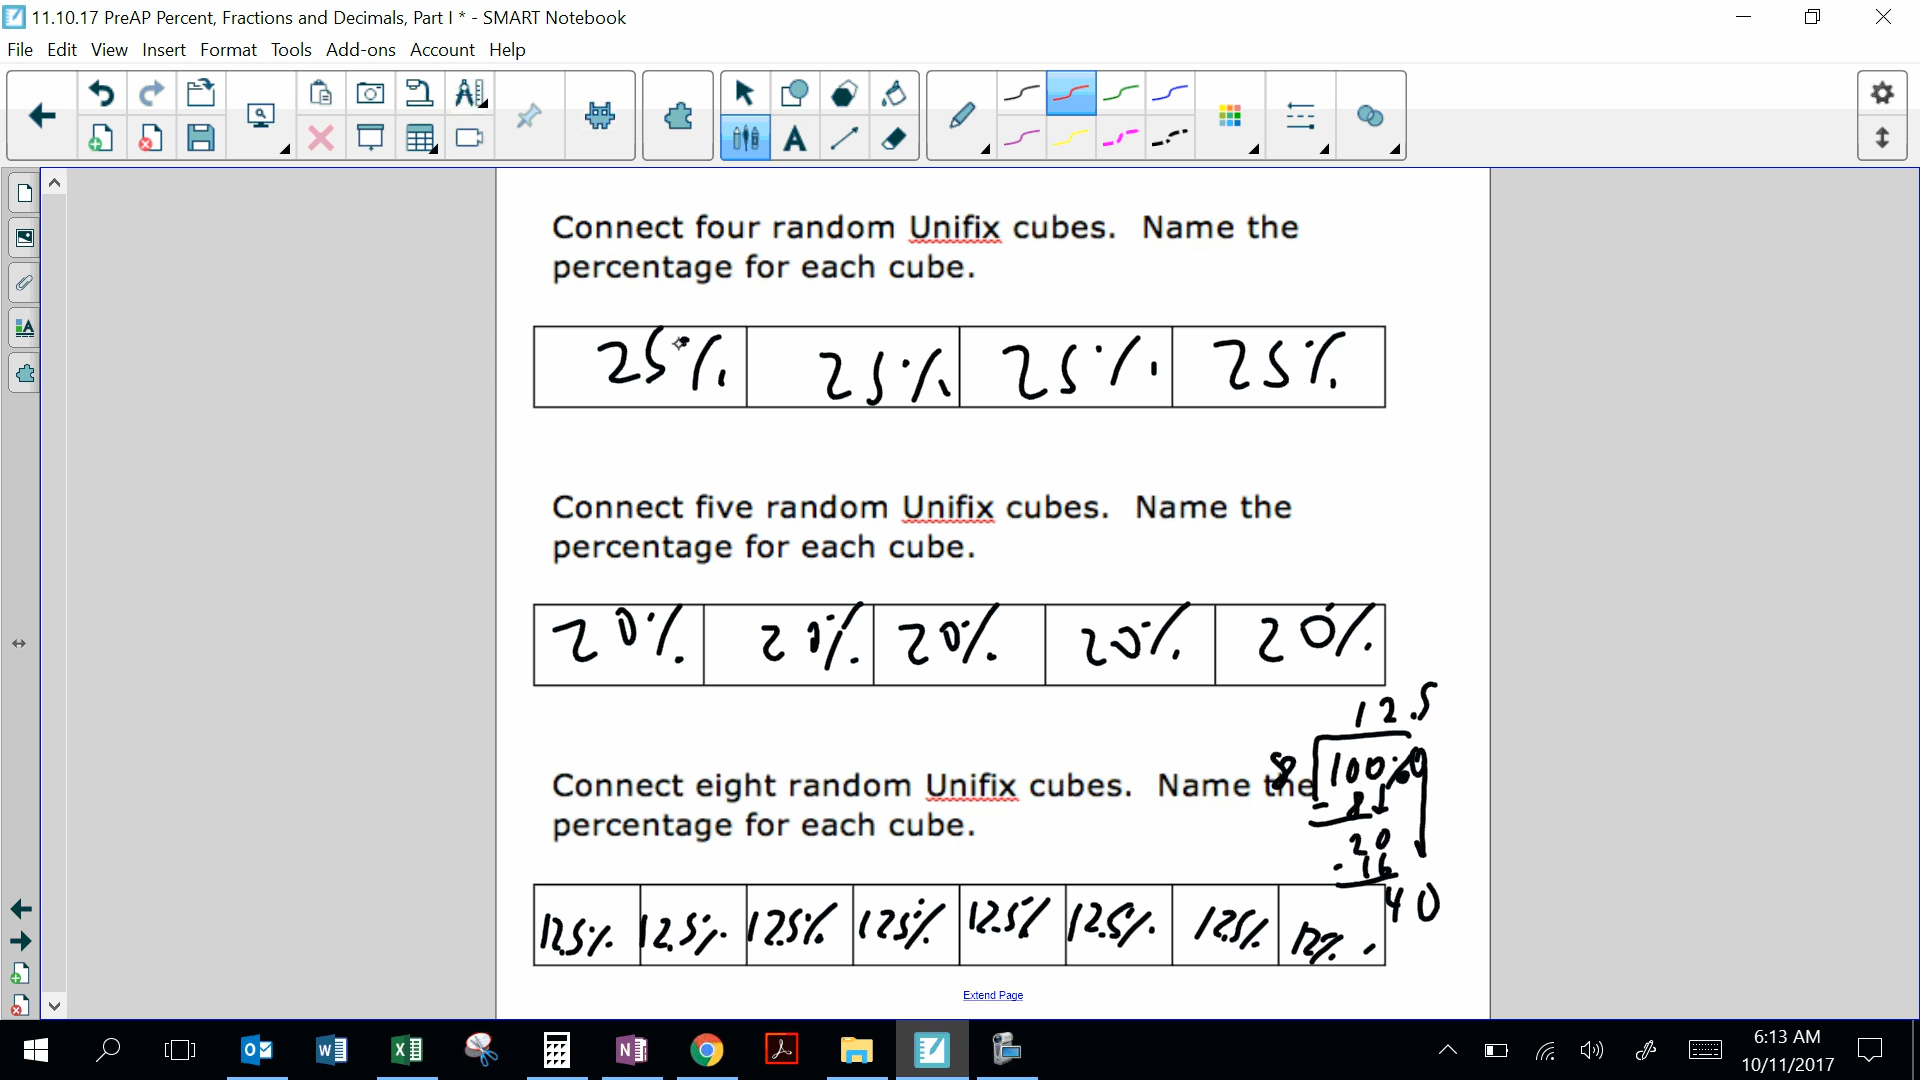 11.10.17 PreAP Percent, Fractions and Decimals, Part I * - SMART Notebook
File Edit View Insert Format Tools Add-ons Account Help
Connect four random Unifix cubes. Name the
percentage for each cube.
25% 25% 25% 25%
Connect five random Unifix cubes. Name the
percentage for each cube.
20% 20% 20% 20% 20%
12.5
8 100%
- 8
20
- 16
40
Connect eight random Unifix cubes. Name the
percentage for each cube.
12.5% 12.5% 12.5% 12.5% 12.5% 12.5% 12.5% 12%
Extend Page
6:13 AM
10/11/2017